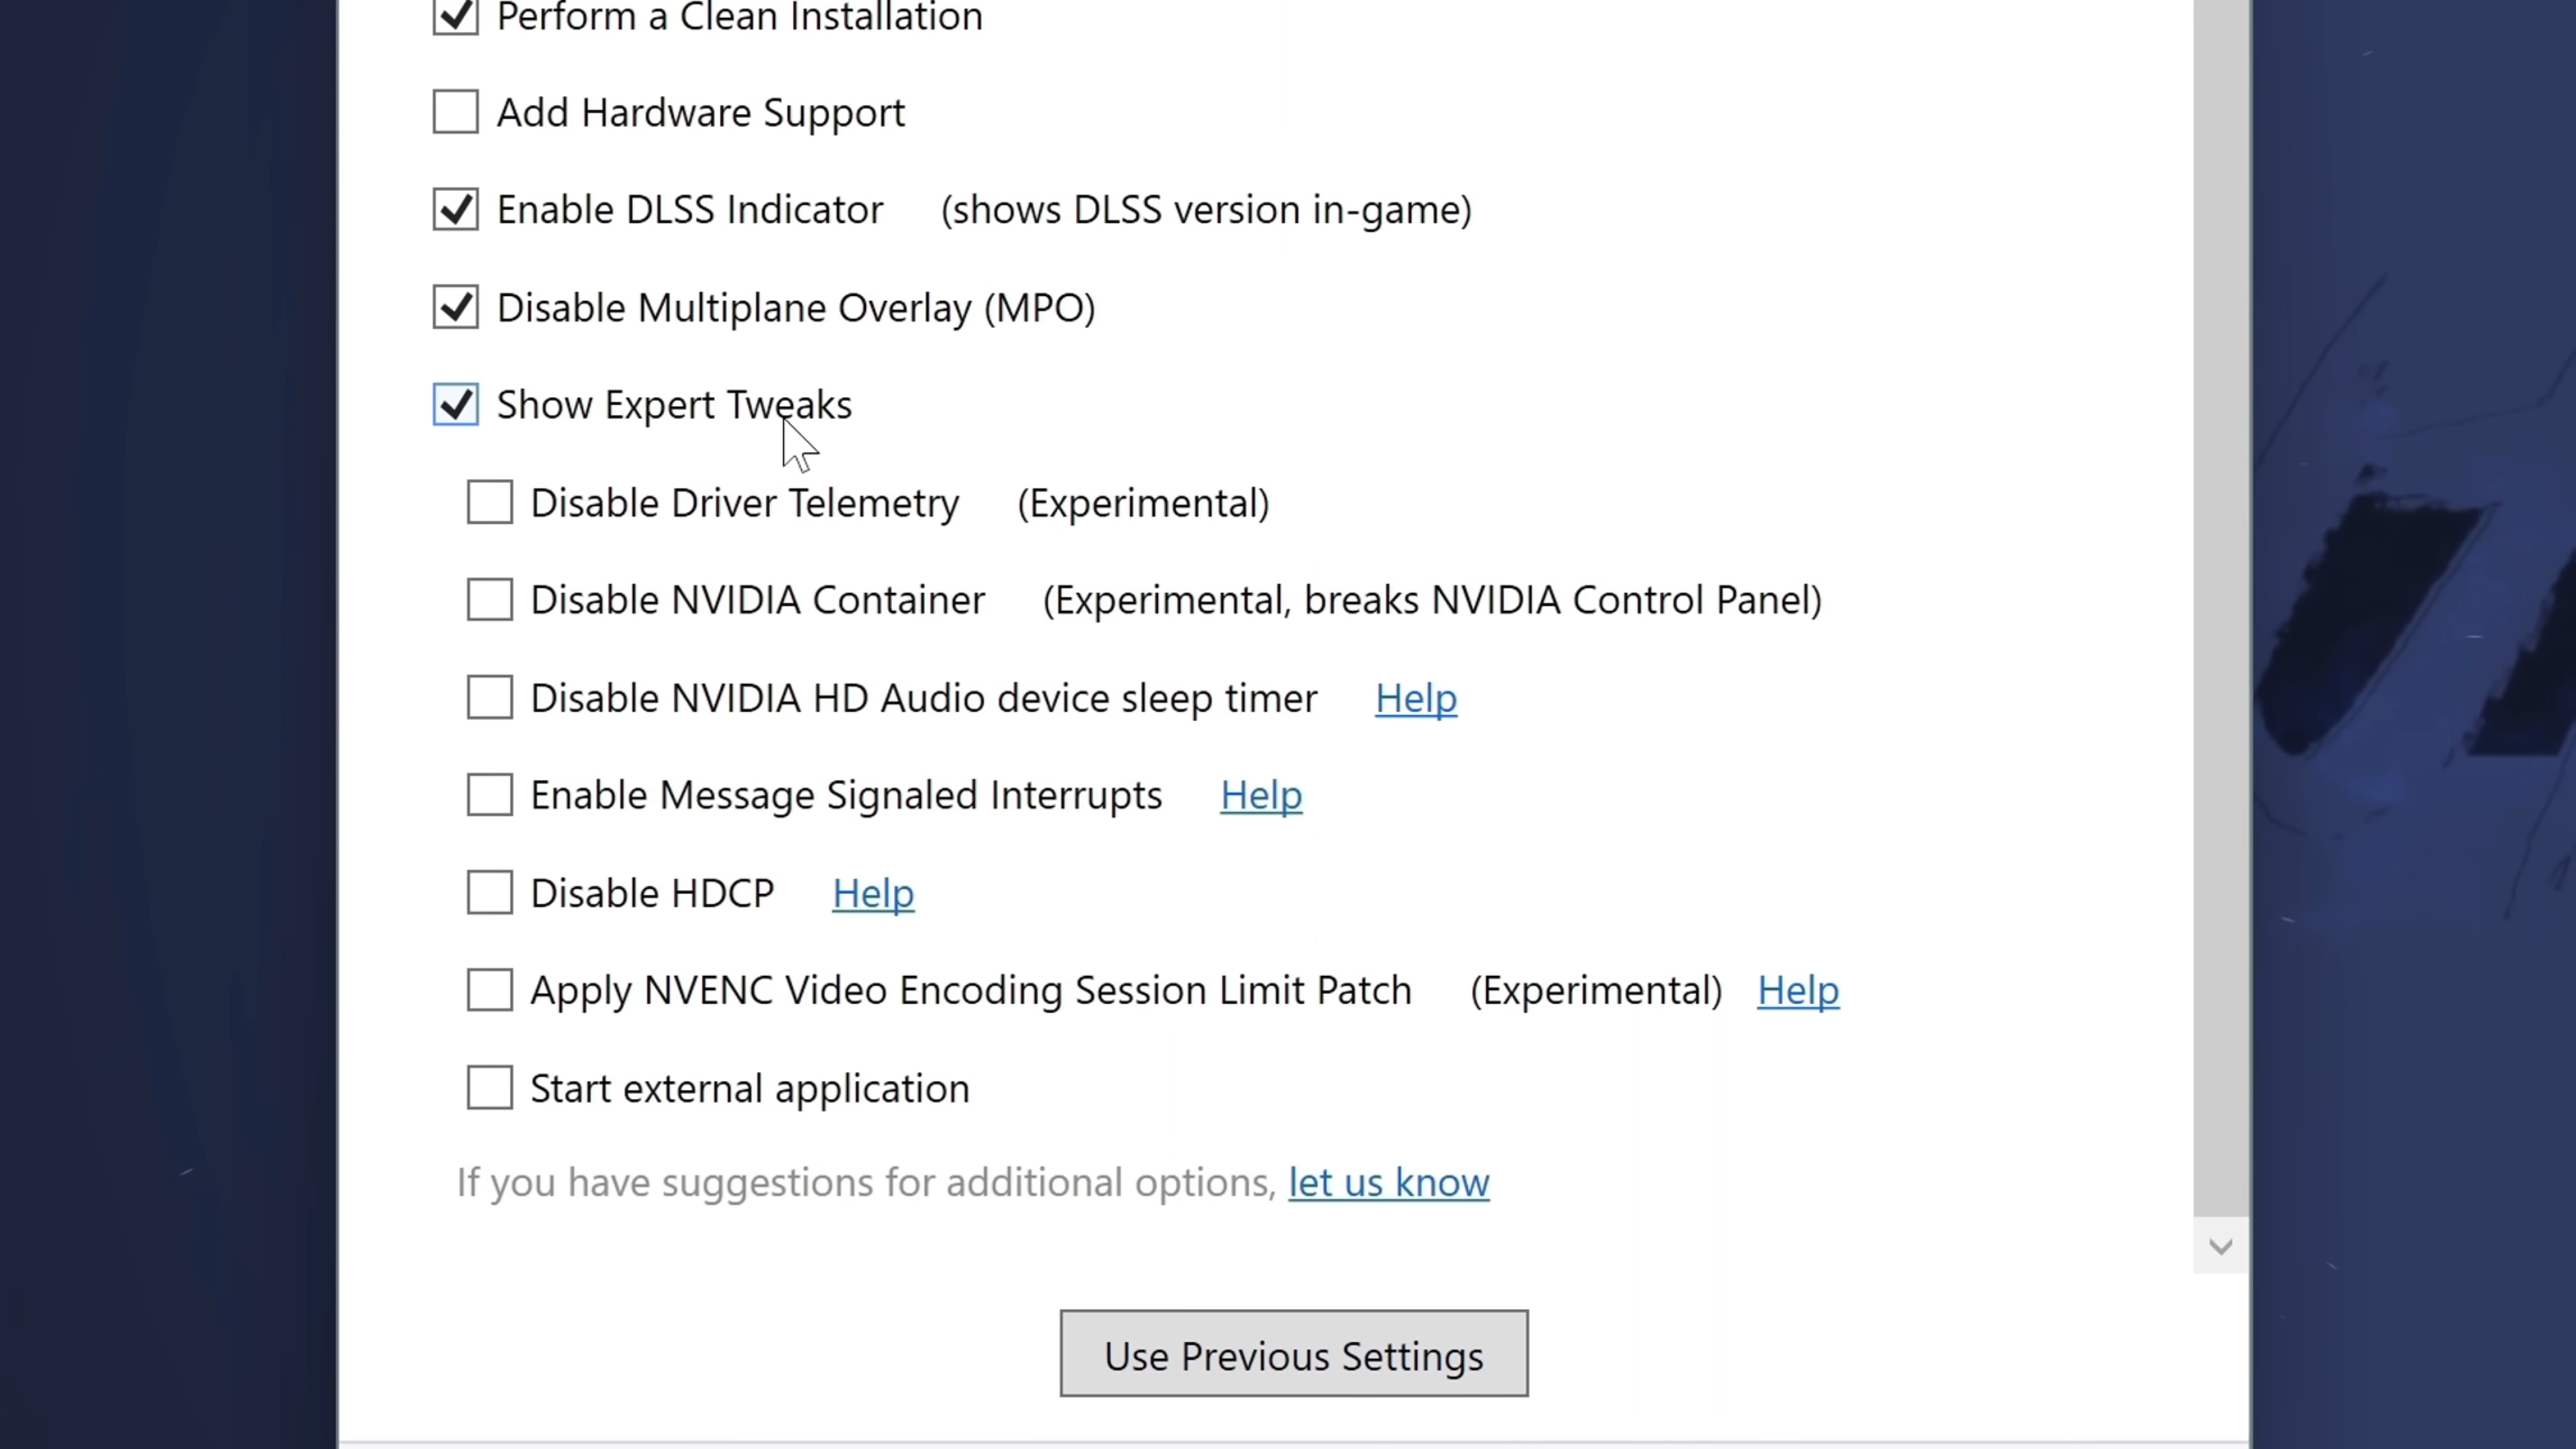 Perform a Clean Installation
Add Hardware Support
Enable DLSS Indicator (shows DLSS version in-game)
Disable Multiplane Overlay (MPO)
Show Expert Tweaks
Disable Driver Telemetry (Experimental)
Disable NVIDIA Container (Experimental, breaks NVIDIA Control Panel)
Disable NVIDIA HD Audio device sleep timer Help
Enable Message Signaled Interrupts Help
Disable HDCP Help
Apply NVENC Video Encoding Session Limit Patch (Experimental) Help
Start external application
If you have suggestions for additional options, let us know
Use Previous Settings